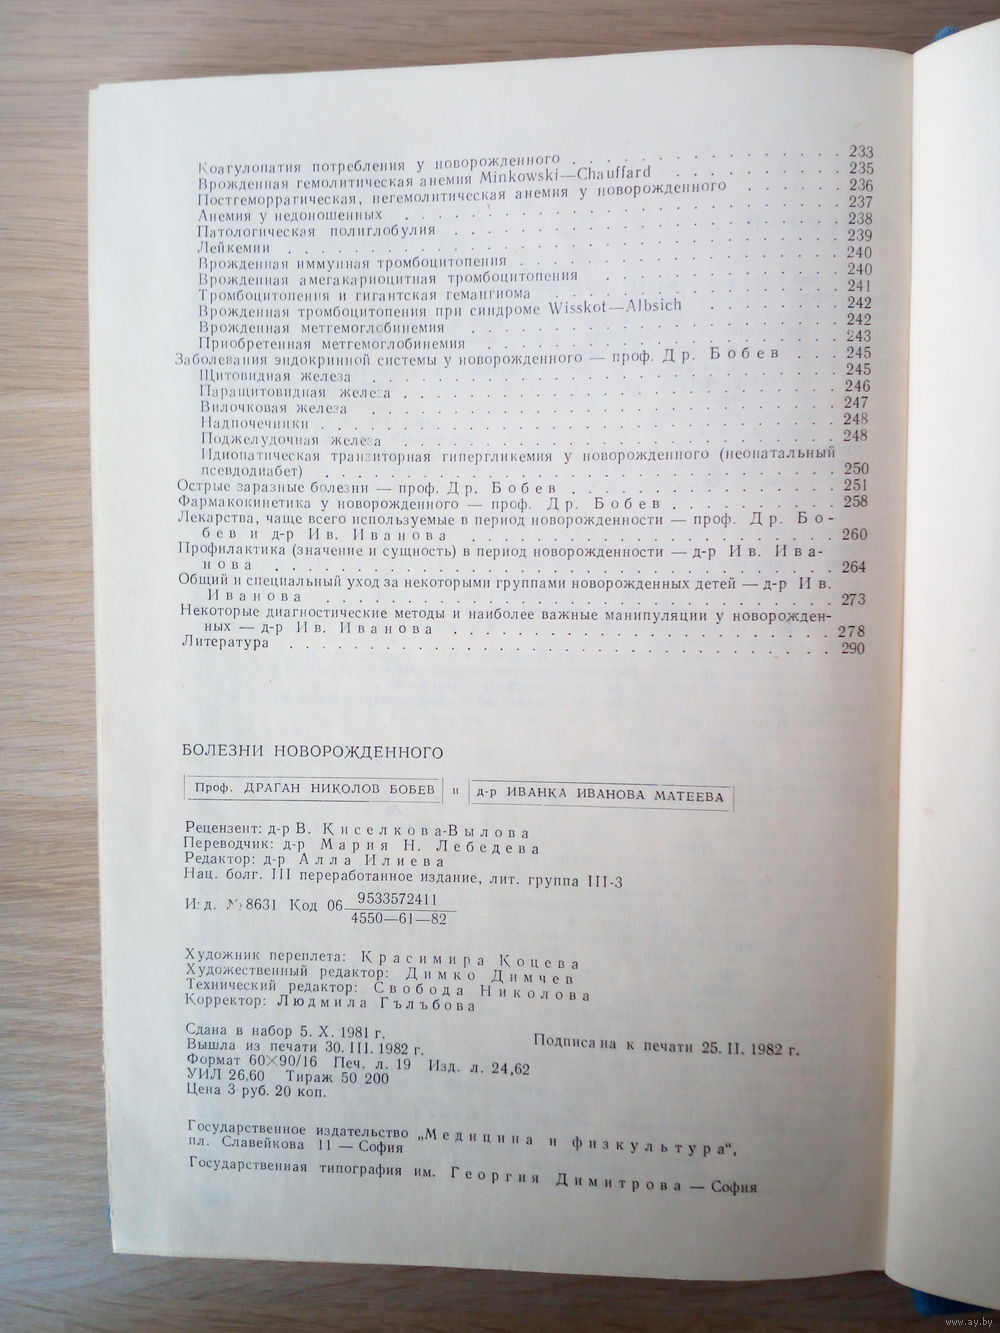 Коагулопатия потребления у новорожденного . . . 233
Врожденная гемолитическая анемия Minkowski—Chauffard . . . 235
Постгеморрагическая, негемолитическая анемия у новорожденного . . . 236
Анемия у недоношенных . . . 237
Патологическая полиглобулия . . . 238
Лейкемии . . . 239
Врожденная иммунная тромбоцитопения . . . 240
Врожденная амегакариоцитная тромбоцитопения . . . 240
Тромбоцитопения и гигантская гемангиома . . . 241
Врожденная тромбоцитопения при синдроме Wisskot—Albsich . . . 242
Врожденная метгемоглобинемия . . . 242
Приобретенная метгемоглобинемия . . . 243
Заболевания эндокринной системы у новорожденного — проф. Др. Бобев . . . 245
Щитовидная железа . . . 245
Паращитовидная железа . . . 246
Вилочковая железа . . . 247
Надпочечники . . . 248
Поджелудочная железа . . . 248
Идиопатическая транзиторная гипергликемия у новорожденного (неонатальный
псевдодиабет) . . . 250
Острые заразные болезни — проф. Др. Бобев . . . 251
Фармакокинетика у новорожденного — проф. Др. Бобев . . . 258
Лекарства, чаще всего используемые в период новорожденности — проф. Др. Бо-
бев и д-р Ив. Иванова . . . 260
Профилактика (значение и сущность) в период новорожденности — д-р Ив. Ива-
нова . . . 264
Общий и специальный уход за некоторыми группами новорожденных детей — д-р Ив.
Иванова . . . 273
Некоторые диагностические методы и наиболее важные манипуляции у новорожден-
ных — д-р Ив. Иванова . . . 278
Литература . . . 290
БОЛЕЗНИ НОВОРОЖДЕННОГО
Проф. ДРАГАН НИКОЛОВ БОБЕВ и д-р ИВАНКА ИВАНОВА МАТЕЕВА
Рецензент: д-р В. Киселкова-Вылова
Переводчик: д-р Мария Н. Лебедева
Редактор: д-р Алла Илиева
Нац. болг. III переработанное издание, лит. группа III-3
Изд. № 8631 Код 06 9533572411
4550—61—82
Художник переплета: Красимира Коцева
Художественный редактор: Димко Димчев
Технический редактор: Свобода Николова
Корректор: Людмила Гълъбова
Сдана в набор 5. X. 1981 г. Подписана к печати 25. II. 1982 г.
Вышла из печати 30. III. 1982 г.
Формат 60×90/16 Печ. л. 19 Изд. л. 24,62
УИЛ 26,60 Тираж 50 200
Цена 3 руб. 20 коп.
Государственное издательство „Медицина и физкультура“,
пл. Славейкова 11 — София
Государственная типография им. Георгия Димитрова — София
www.ay.by